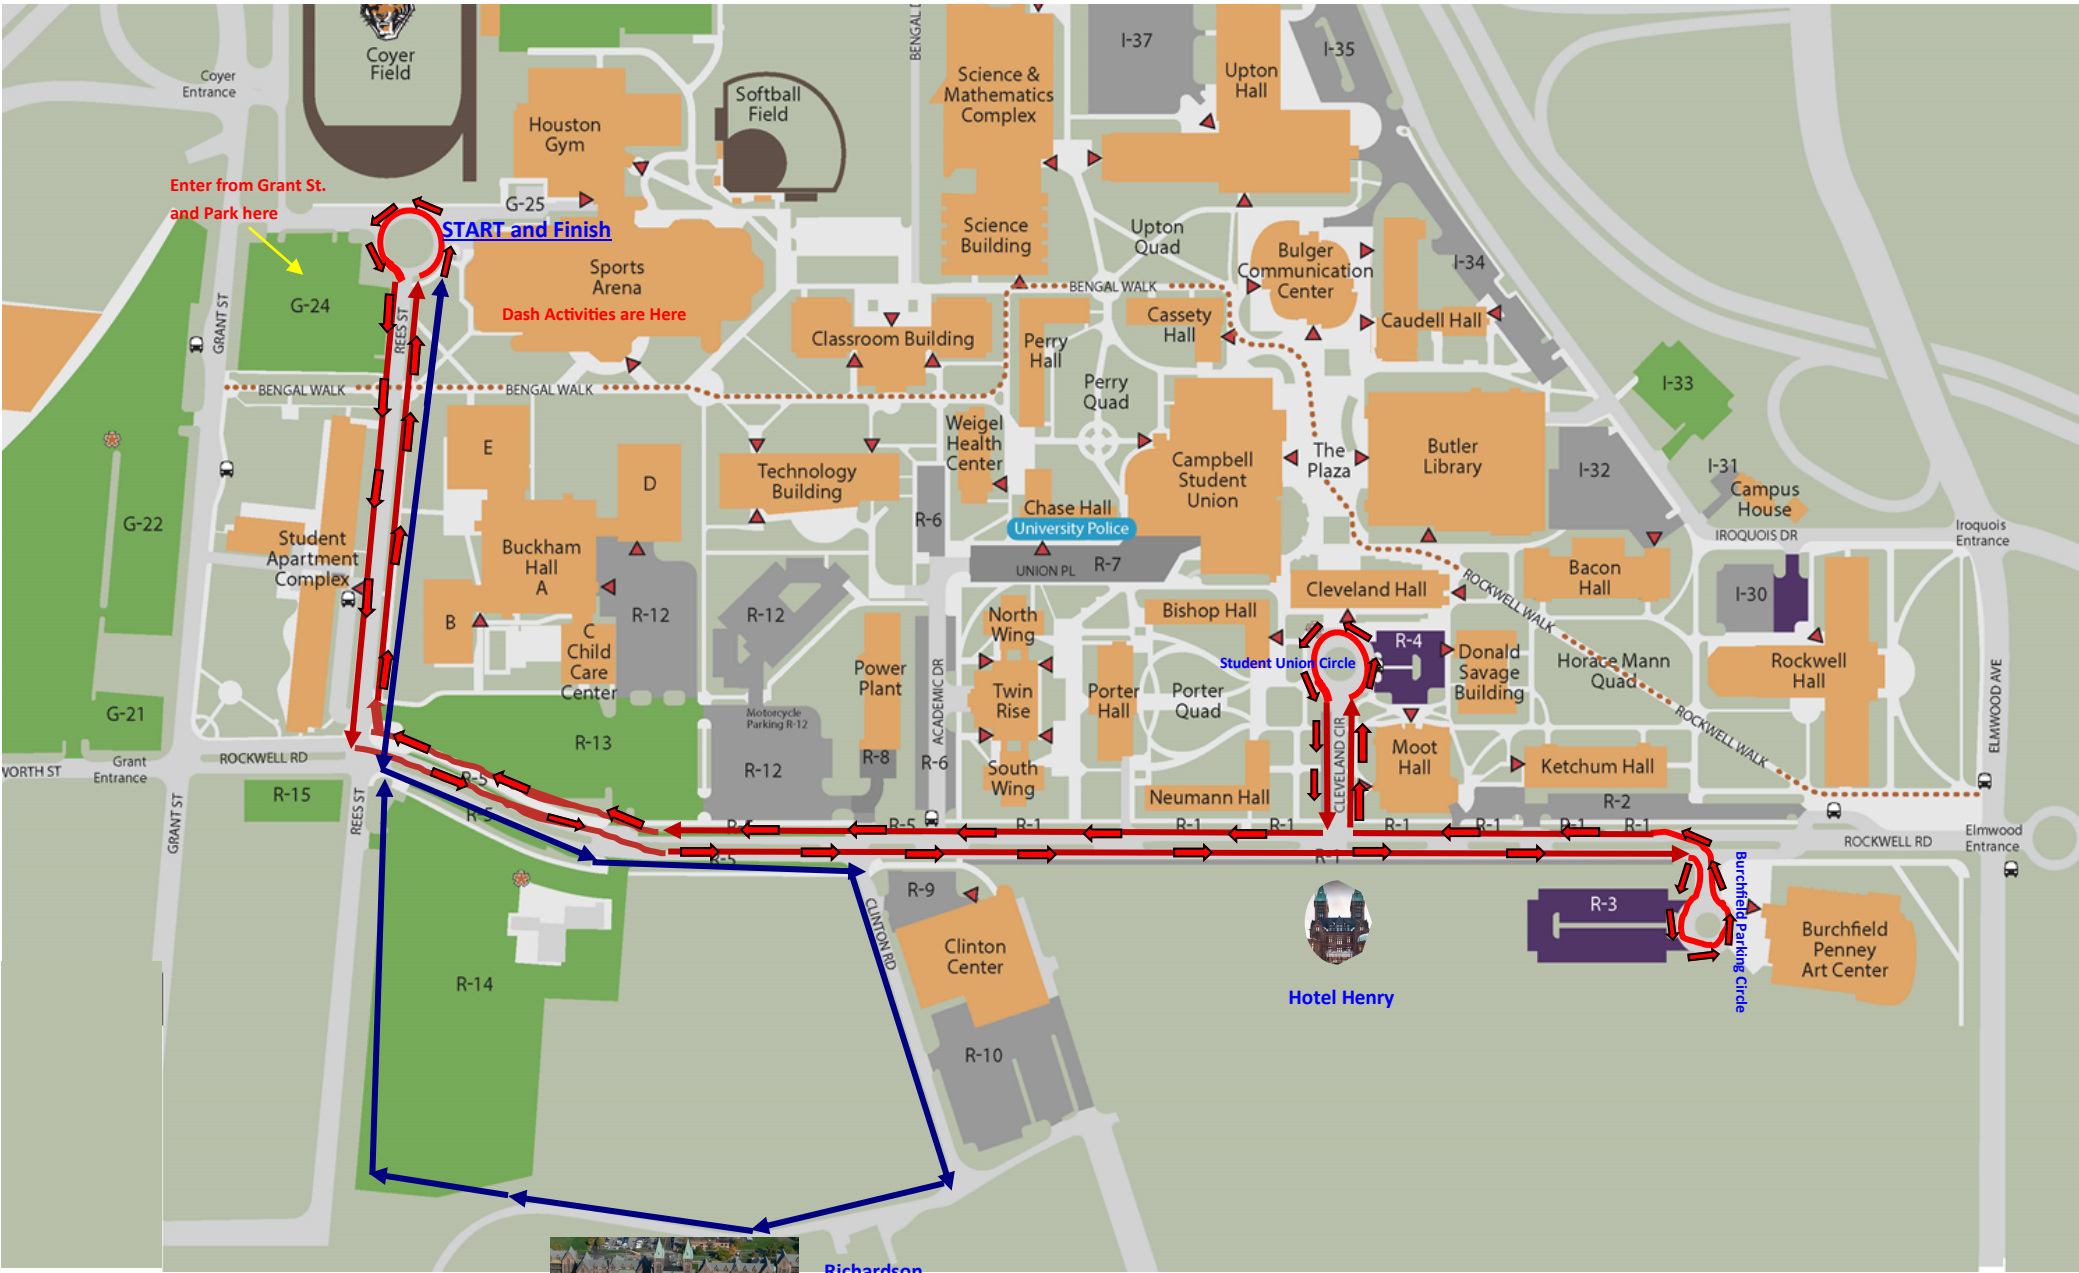 Coyer
Field
Coyer
Entrance
Houston
Gym
Softball
Field
BENGAL
Science &
Mathematics
Complex
I-37
Upton
Hall
I-35
Enter from Grant St.
and Park here
G-25
START and Finish
Science
Building
Upton
Quad
Bulger
Communication
Center
I-34
Sports
Arena
Dash Activities are Here
G-24
GRANT ST
REES ST
BENGAL WALK
Classroom Building
Perry
Hall
Cassety
Hall
Caudell Hall
BENGAL WALK
BENGAL WALK
Perry
Quad
I-33
E
D
Weigel
Health
Center
Technology
Building
Campbell
Student
Union
The
Plaza
Butler
Library
I-32
I-31
Campus
House
G-22
Chase Hall
University Police
R-6
Student
Apartment
Complex
Buckham
Hall
A
UNION PL
R-7
IROQUOIS DR
Iroquois
Entrance
Cleveland Hall
Bacon
Hall
I-30
ROCKWELL WALK
B
C
Child
Care
Center
R-12
R-12
North
Wing
Bishop Hall
R-4
Student Union Circle
Donald
Savage
Building
Horace Mann
Quad
Rockwell
Hall
Power
Plant
ACADEMIC DR
Twin
Rise
Porter
Hall
Porter
Quad
ELMWOOD AVE
G-21
Motorcycle
Parking R-12
R-13
ROCKWELL WALK
CLEVELAND CIR
Moot
Hall
WORTH ST
Grant
Entrance
ROCKWELL RD
R-12
R-8
R-6
South
Wing
Neumann Hall
Ketchum Hall
R-5
R-5
R-15
REES ST
GRANT ST
R-2
R-5
R-5
R-1
R-1
R-1
R-1
R-1
R-1
R-1
R-5
R-1
ROCKWELL RD
Elmwood
Entrance
R-9
CLINTON RD
Clinton
Center
R-3
Burchfield Parking Circle
Burchfield
Penney
Art Center
R-14
Hotel Henry
R-10
Richardson